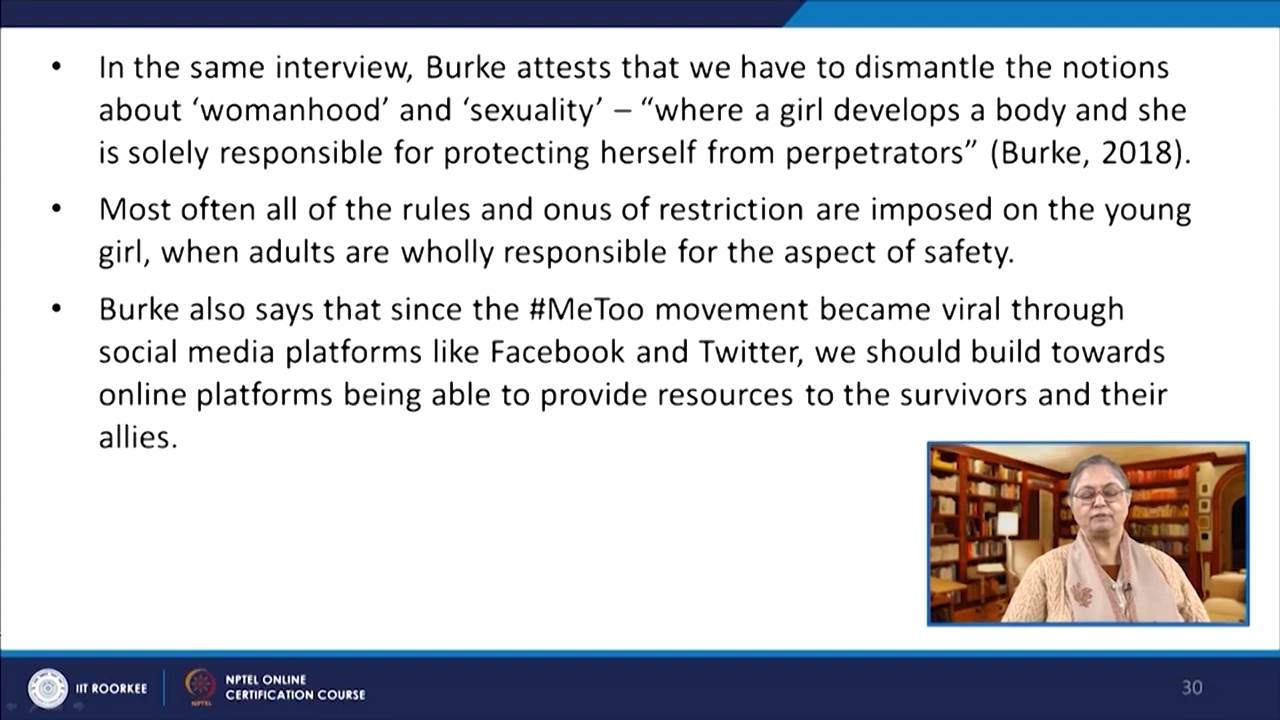 • In the same interview, Burke attests that we have to dismantle the notions
about ‘womanhood’ and ‘sexuality’ – “where a girl develops a body and she
is solely responsible for protecting herself from perpetrators” (Burke, 2018).
• Most often all of the rules and onus of restriction are imposed on the young
girl, when adults are wholly responsible for the aspect of safety.
• Burke also says that since the #MeToo movement became viral through
social media platforms like Facebook and Twitter, we should build towards
online platforms being able to provide resources to the survivors and their
allies.
IIT ROORKEE
NPTEL
NPTEL ONLINE
CERTIFICATION COURSE
30